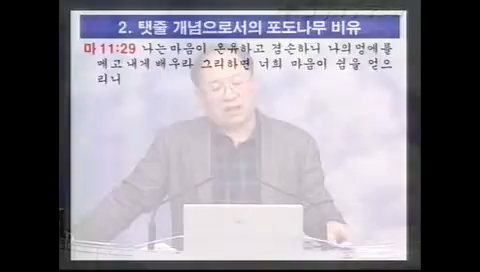 2. 탯줄 개념으로서의 포도나무 비유
마 11:29 나는 마음이 온유하고 겸손하니 나의 멍에를
메고 내게 배우라 그리하면 너희 마음이 쉼을 얻으
리니